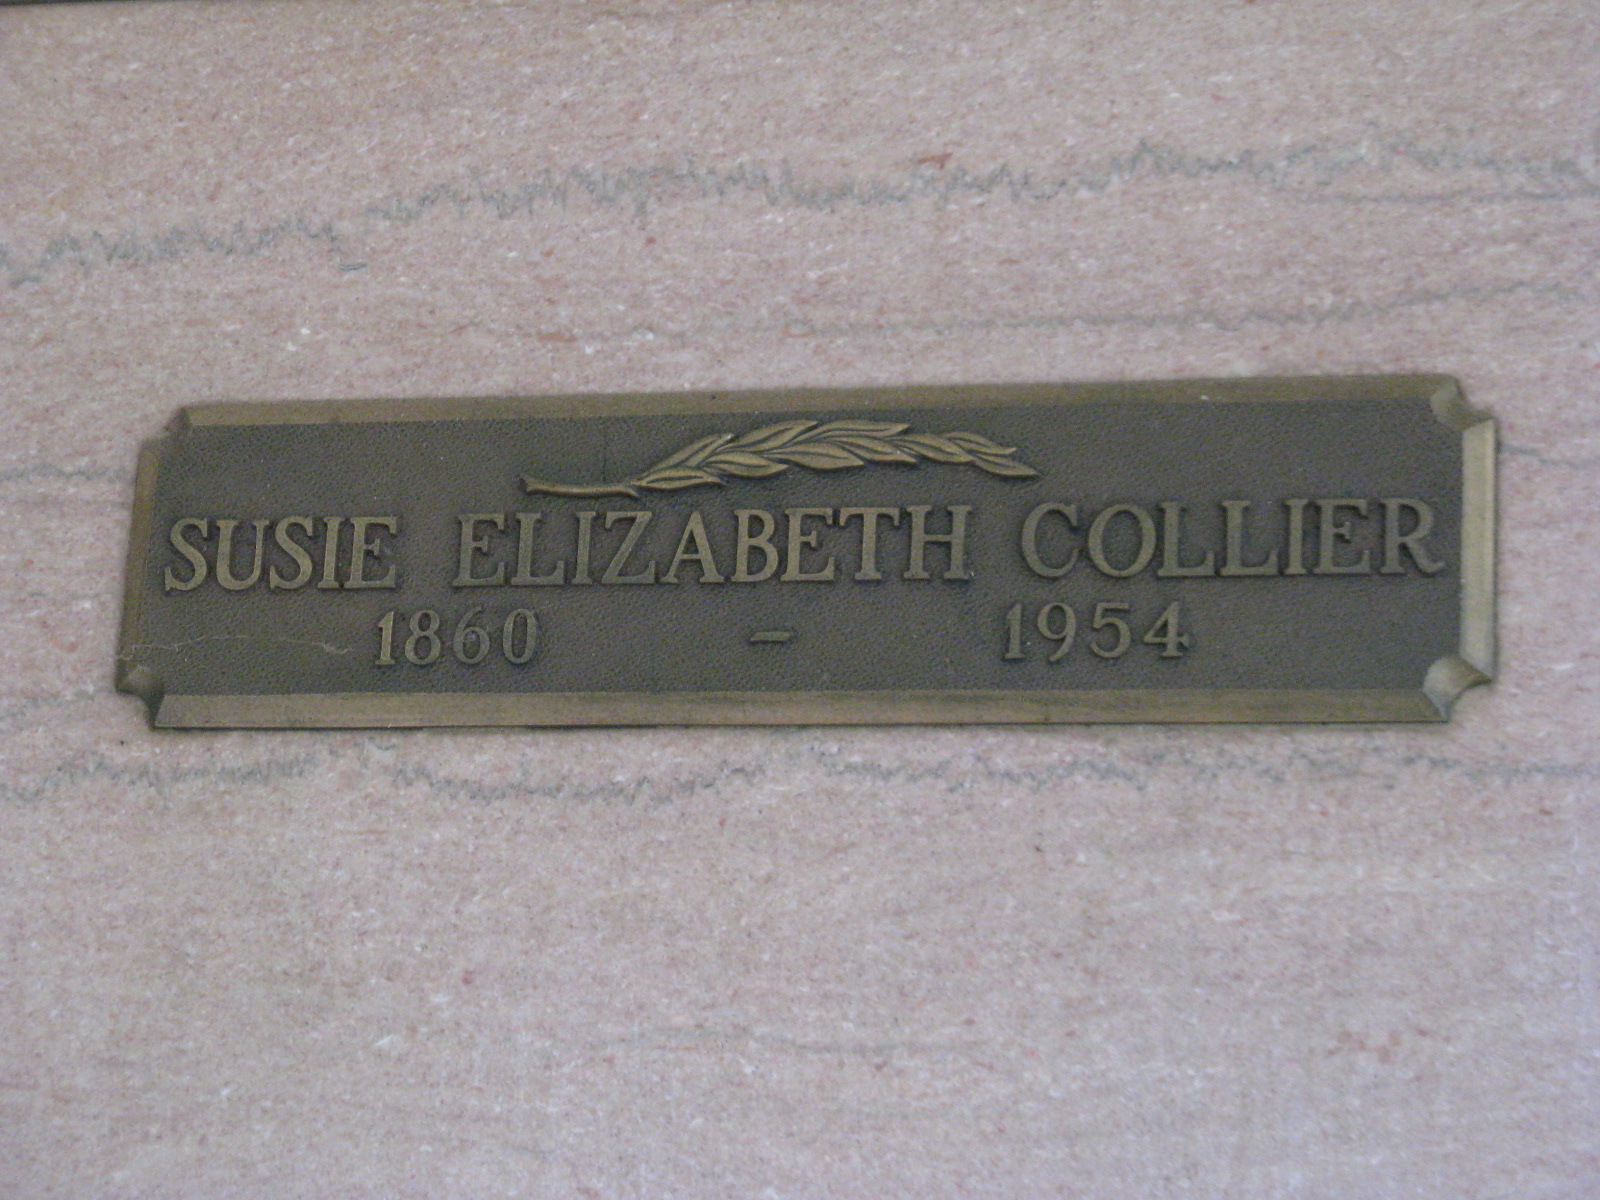 SUSIE ELIZABETH COLLIER
1860 – 1954